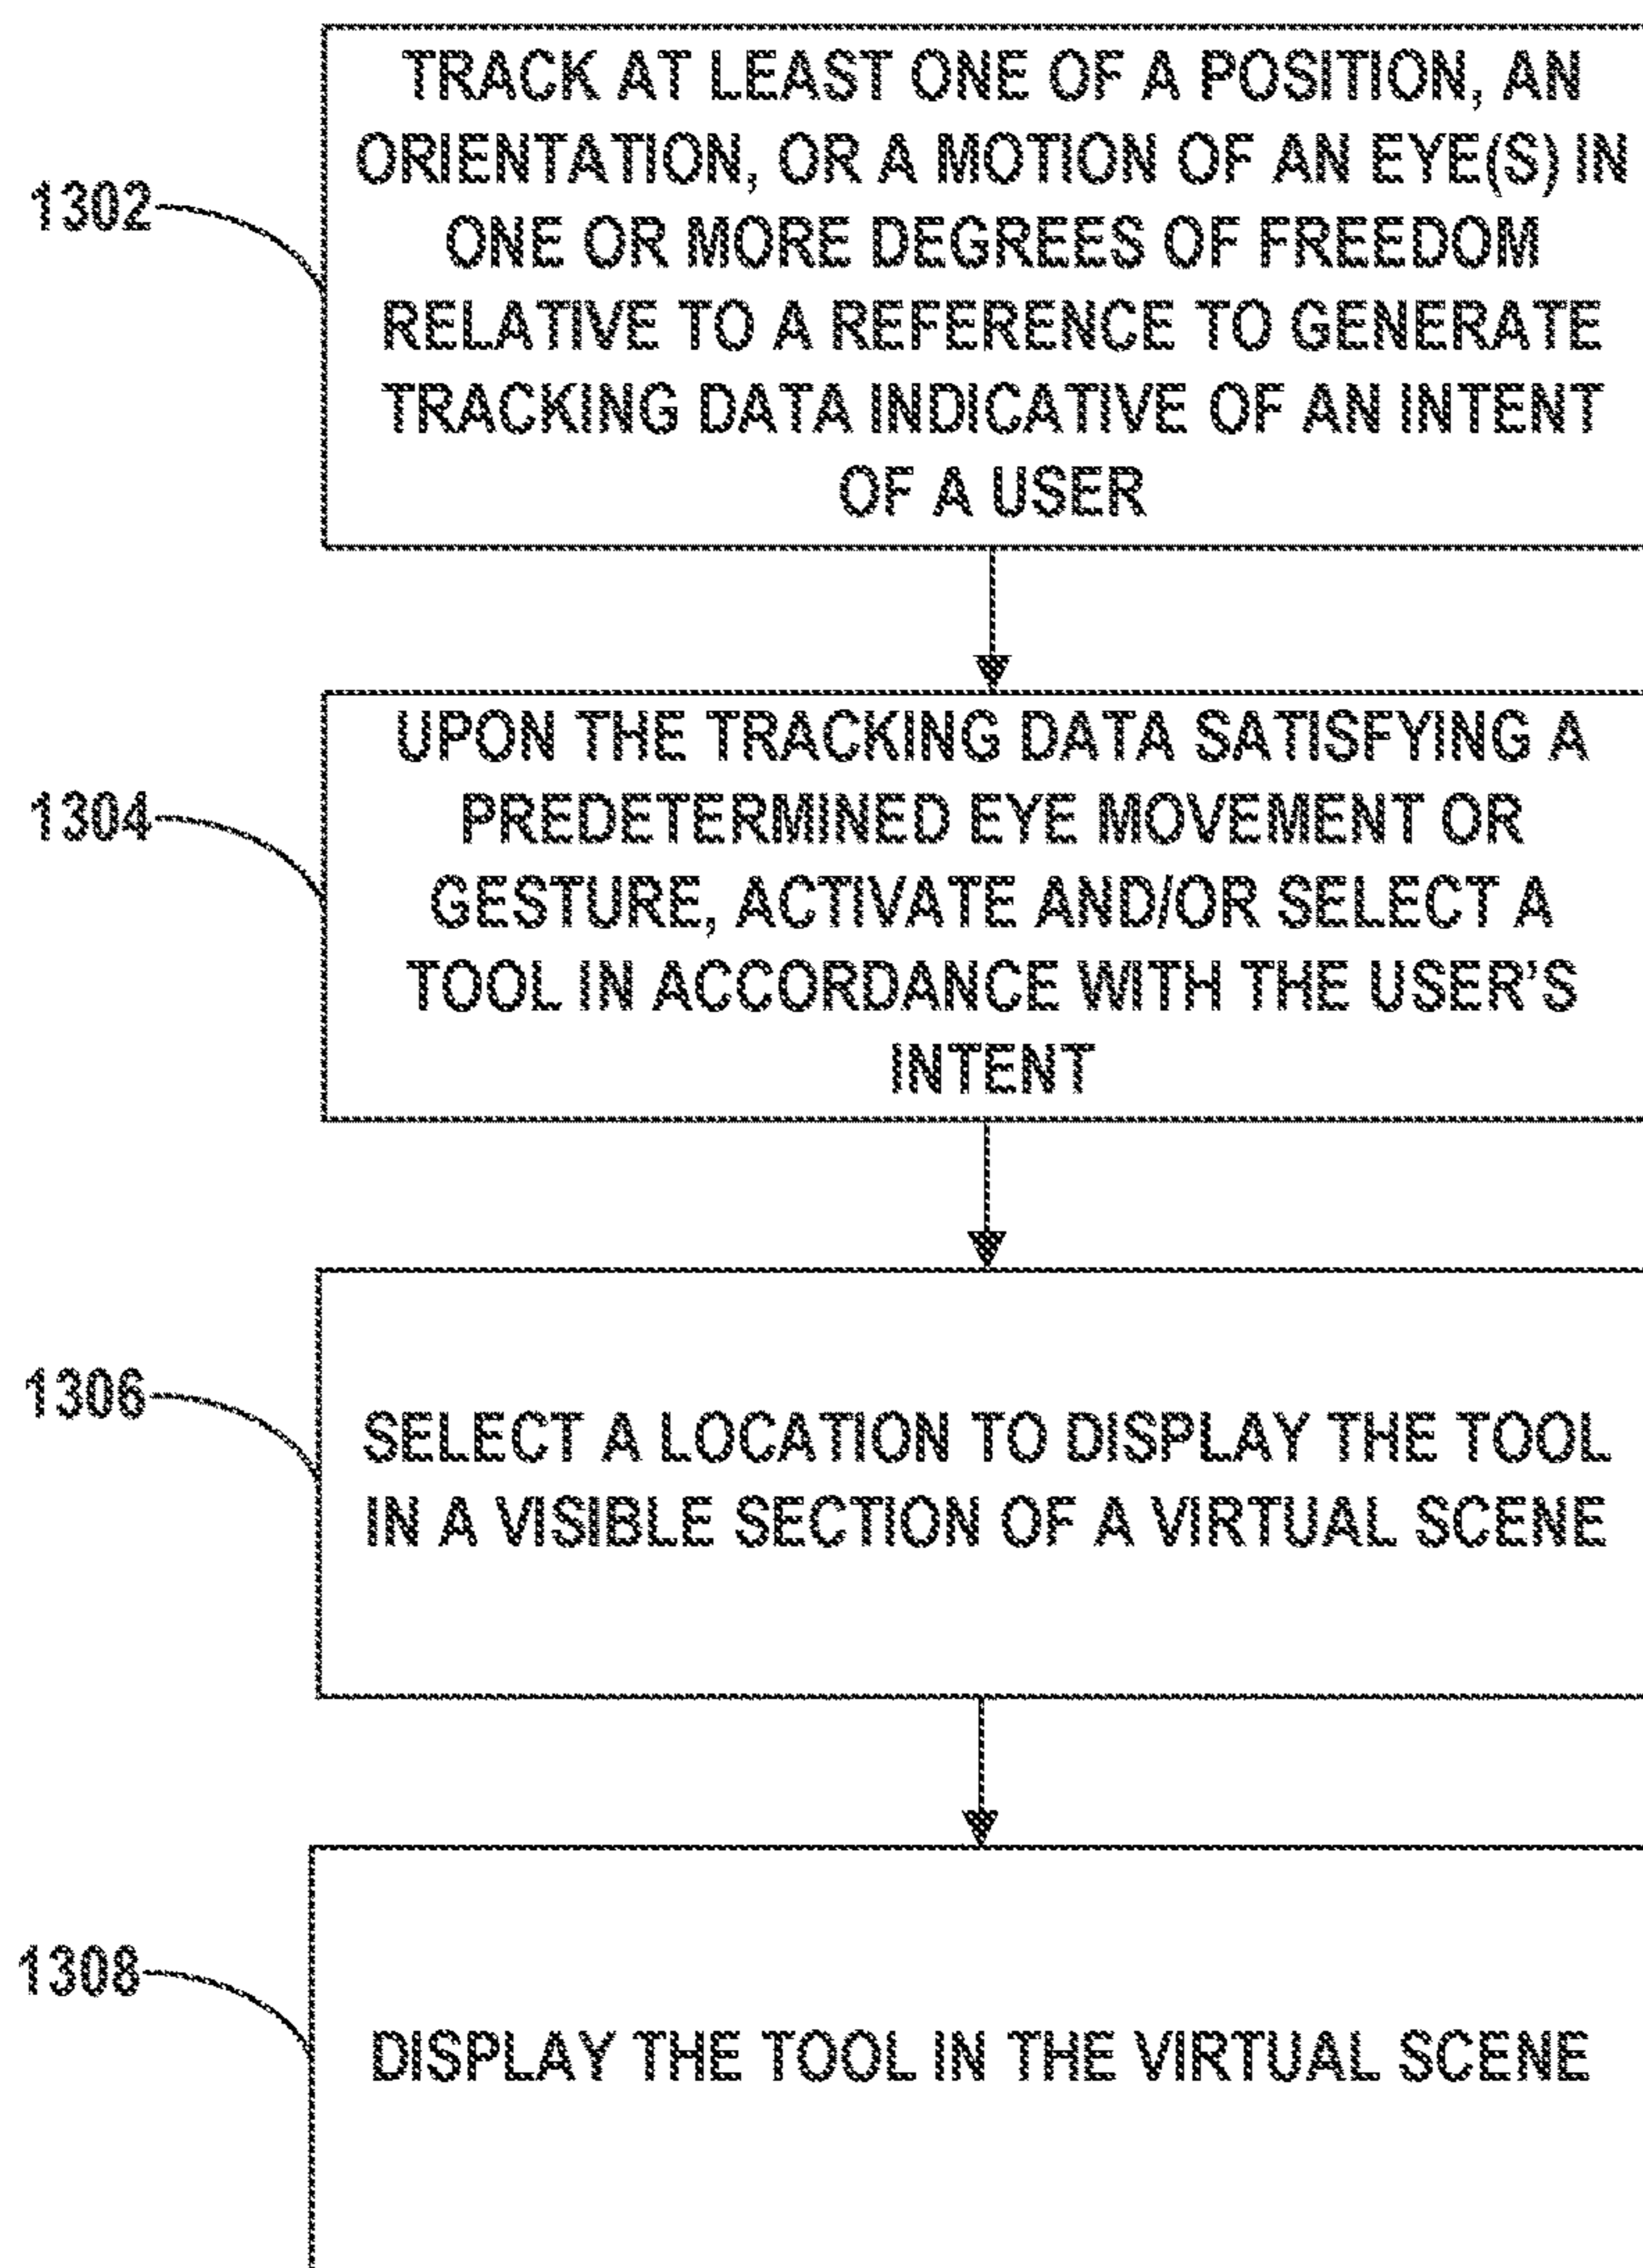 TRACK AT LEAST ONE OF A POSITION, AN
ORIENTATION, OR A MOTION OF AN EYE(S) IN
ONE OR MORE DEGREES OF FREEDOM
RELATIVE TO A REFERENCE TO GENERATE
TRACKING DATA INDICATIVE OF AN INTENT
OF A USER
1302
UPON THE TRACKING DATA SATISFYING A
PREDETERMINED EYE MOVEMENT OR
GESTURE, ACTIVATE AND/OR SELECT A
TOOL IN ACCORDANCE WITH THE USER'S
INTENT
1304
SELECT A LOCATION TO DISPLAY THE TOOL
IN A VISIBLE SECTION OF A VIRTUAL SCENE
1306
DISPLAY THE TOOL IN THE VIRTUAL SCENE
1308